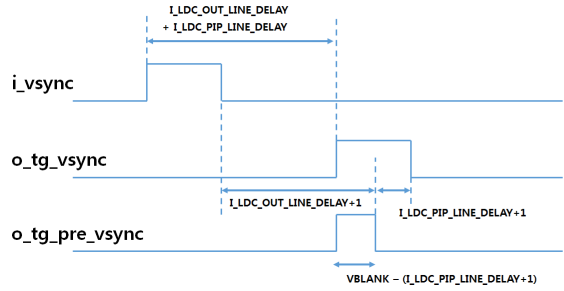 I_LDC_OUT_LINE_DELAY
+ I_LDC_PIP_LINE_DELAY
i_vsync
o_tg_vsync
I_LDC_OUT_LINE_DELAY+1
I_LDC_PIP_LINE_DELAY+1
o_tg_pre_vsync
VBLANK – (I_LDC_PIP_LINE_DELAY+1)